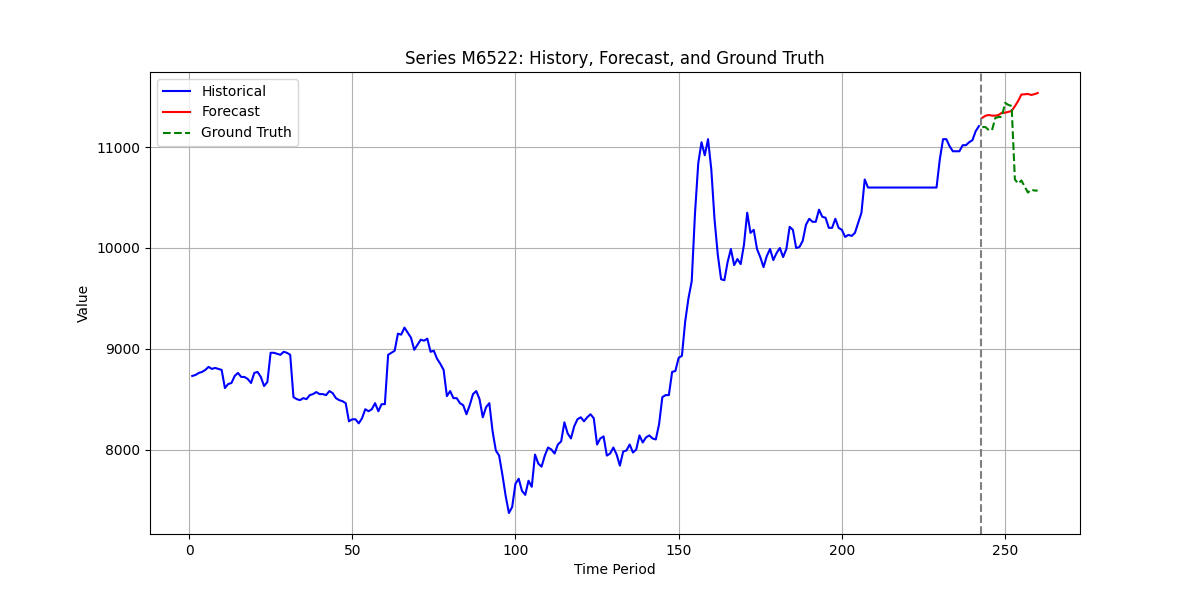 Series M6522: History, Forecast, and Ground Truth
Historical
Forecast
Ground Truth
11000
10000
9000
8000
Value
0 50 100 150 200 250
Time Period